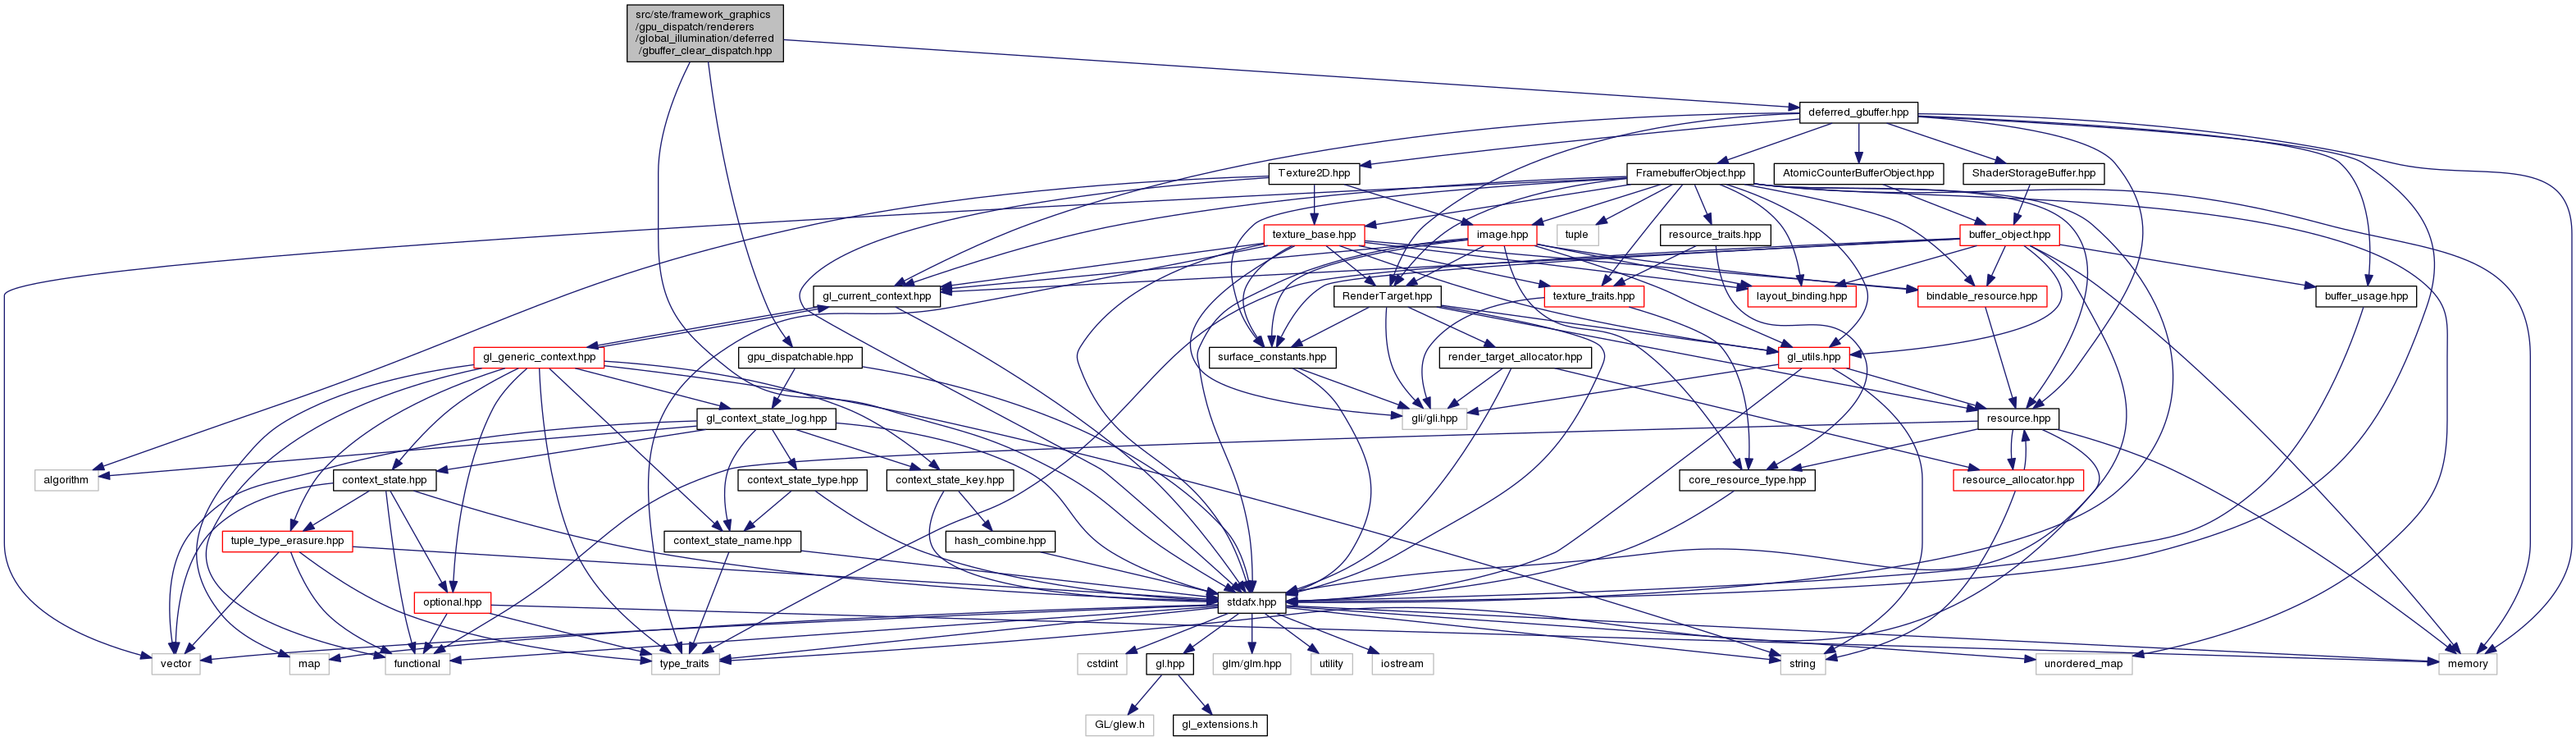 src/ste/framework_graphics
/gpu_dispatch/renderers
/global_illumination/deferred
/gbuffer_clear_dispatch.hpp
deferred_gbuffer.hpp
Texture2D.hpp
FramebufferObject.hpp
AtomicCounterBufferObject.hpp
ShaderStorageBuffer.hpp
texture_base.hpp
image.hpp
tuple
resource_traits.hpp
buffer_object.hpp
gl_current_context.hpp
RenderTarget.hpp
texture_traits.hpp
layout_binding.hpp
bindable_resource.hpp
buffer_usage.hpp
gl_generic_context.hpp
gpu_dispatchable.hpp
surface_constants.hpp
render_target_allocator.hpp
gl_utils.hpp
gl_context_state_log.hpp
gli/gli.hpp
resource.hpp
algorithm
context_state.hpp
context_state_type.hpp
context_state_key.hpp
core_resource_type.hpp
resource_allocator.hpp
tuple_type_erasure.hpp
context_state_name.hpp
hash_combine.hpp
optional.hpp
stdafx.hpp
vector
map
functional
type_traits
cstdint
gl.hpp
glm/glm.hpp
utility
iostream
string
unordered_map
memory
GL/glew.h
gl_extensions.h